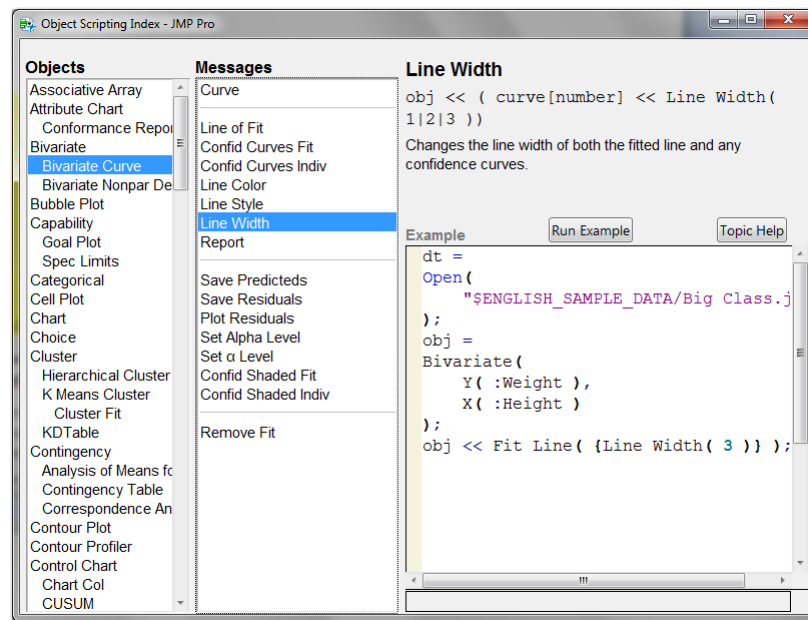 Object Scripting Index - JMP Pro
Objects
Associative Array
Attribute Chart
Conformance Repor
Bivariate
Bivariate Curve
Bivariate Nonpar De
Bubble Plot
Capability
Goal Plot
Spec Limits
Categorical
Cell Plot
Chart
Choice
Cluster
Hierarchical Cluster
K Means Cluster
Cluster Fit
KDTable
Contingency
Analysis of Means fo
Contingency Table
Correspondence An
Contour Plot
Contour Profiler
Control Chart
Chart Col
CUSUM
Messages
Curve
Line of Fit
Confid Curves Fit
Confid Curves Indiv
Line Color
Line Style
Line Width
Report
Save Predicteds
Save Residuals
Plot Residuals
Set Alpha Level
Set α Level
Confid Shaded Fit
Confid Shaded Indiv
Remove Fit
Line Width
obj << ( curve[number] << Line Width(
1|2|3 ))
Changes the line width of both the fitted line and any
confidence curves.
Example
Run Example
Topic Help
dt =
Open(
"$ENGLISH_SAMPLE_DATA/Big Class.j
);
obj =
Bivariate(
Y( :Weight ),
X( :Height )
);
obj << Fit Line( {Line Width( 3 )} );